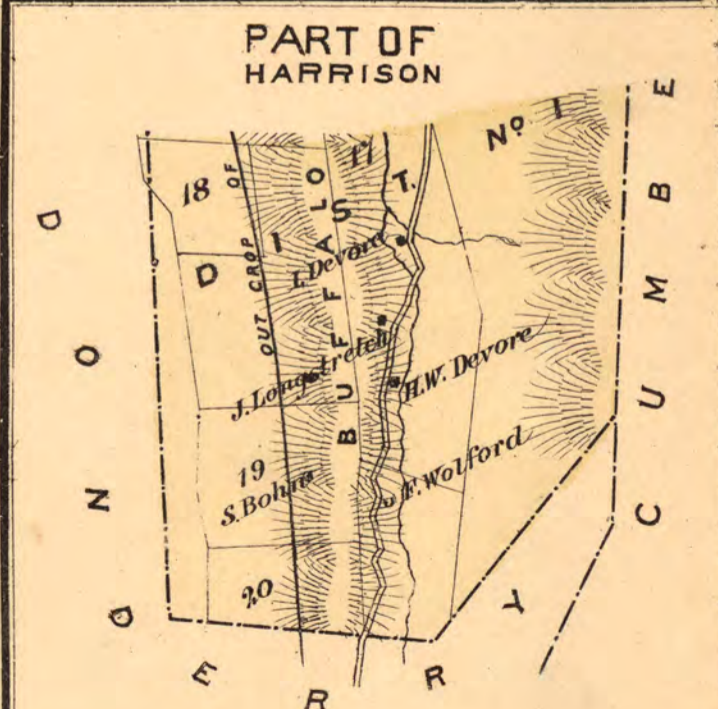 PART OF
HARRISON
DIST. No 1
17
18
OUT CROP OF
BUFFALO
I. Devore
J. Longstretch
H.W. Devore
19
S. Bohn
F. Wolford
20
DONDERRY
CUMBE